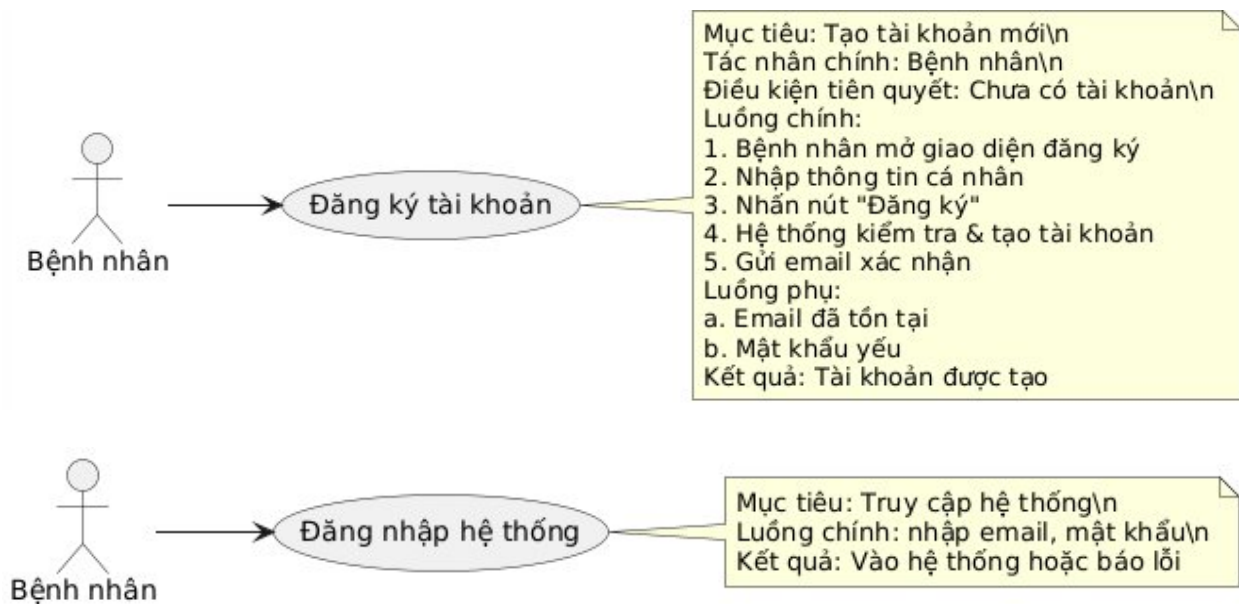 Bệnh nhân
Đăng ký tài khoản
Mục tiêu: Tạo tài khoản mới\n
Tác nhân chính: Bệnh nhân\n
Điều kiện tiên quyết: Chưa có tài khoản\n
Luồng chính:
1. Bệnh nhân mở giao diện đăng ký
2. Nhập thông tin cá nhân
3. Nhấn nút "Đăng ký"
4. Hệ thống kiểm tra & tạo tài khoản
5. Gửi email xác nhận
Luồng phụ:
a. Email đã tồn tại
b. Mật khẩu yếu
Kết quả: Tài khoản được tạo
Bệnh nhân
Đăng nhập hệ thống
Mục tiêu: Truy cập hệ thống\n
Luồng chính: nhập email, mật khẩu\n
Kết quả: Vào hệ thống hoặc báo lỗi